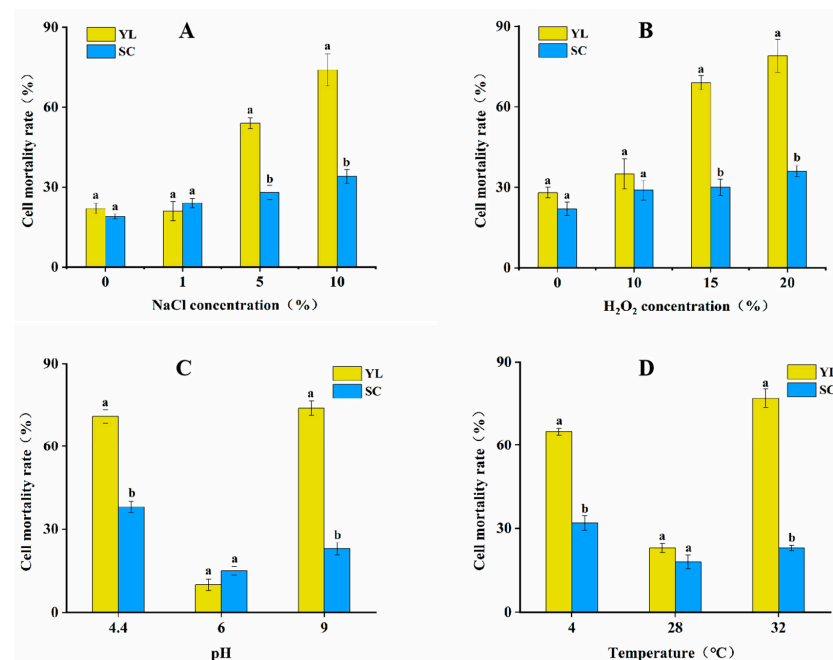 A
YL
SC
Cell mortality rate（%）
90
60
30
0
a
a
a
a
a
b
a
b
0 1 5 10
NaCl concentration（%）
B
YL
SC
Cell mortality rate（%）
90
60
30
0
a
a
a
a
a
b
a
b
0 10 15 20
H₂O₂ concentration（%）
C
YL
SC
Cell mortality rate（%）
90
60
30
0
a
b
a
a
a
b
4.4 6 9
pH
D
YL
SC
Cell mortality rate（%）
90
60
30
0
a
b
a
a
a
b
4 28 32
Temperature（°C）